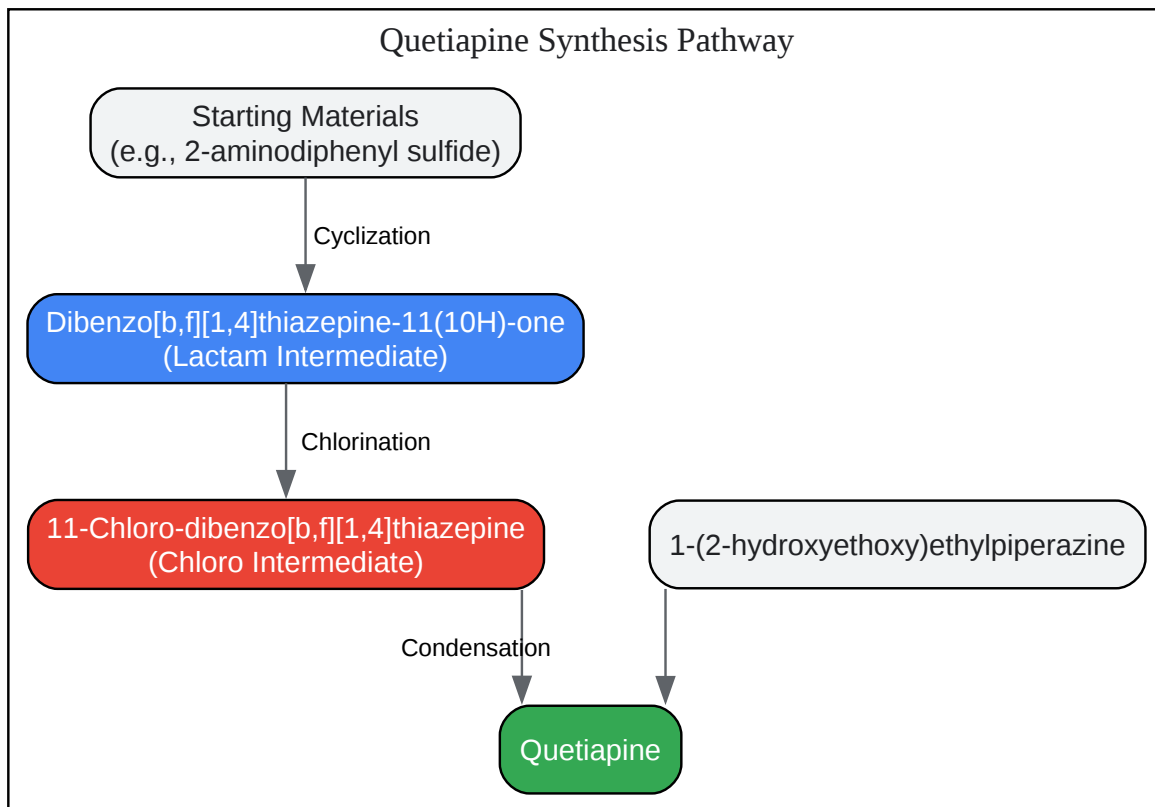 Quetiapine Synthesis Pathway
Starting Materials
(e.g., 2-aminodiphenyl sulfide)
Cyclization
Dibenzo[b,f][1,4]thiazepine-11(10H)-one
(Lactam Intermediate)
Chlorination
11-Chloro-dibenzo[b,f][1,4]thiazepine
(Chloro Intermediate)
1-(2-hydroxyethoxy)ethylpiperazine
Condensation
Quetiapine